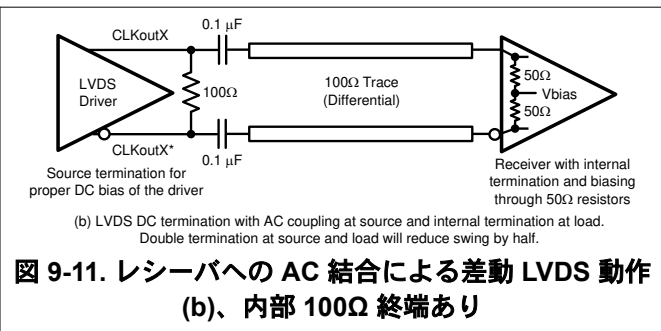 0.1 μF
CLKoutX
LVDS
Driver
100Ω
100Ω Trace
(Differential)
50Ω
Vbias
50Ω
CLKoutX*
0.1 μF
Source termination for
proper DC bias of the driver
Receiver with internal
termination and biasing
through 50Ω resistors
(b) LVDS DC termination with AC coupling at source and internal termination at load.
Double termination at source and load will reduce swing by half.
図 9-11. レシーバへの AC 結合による差動 LVDS 動作
(b)、内部 100Ω 終端あり